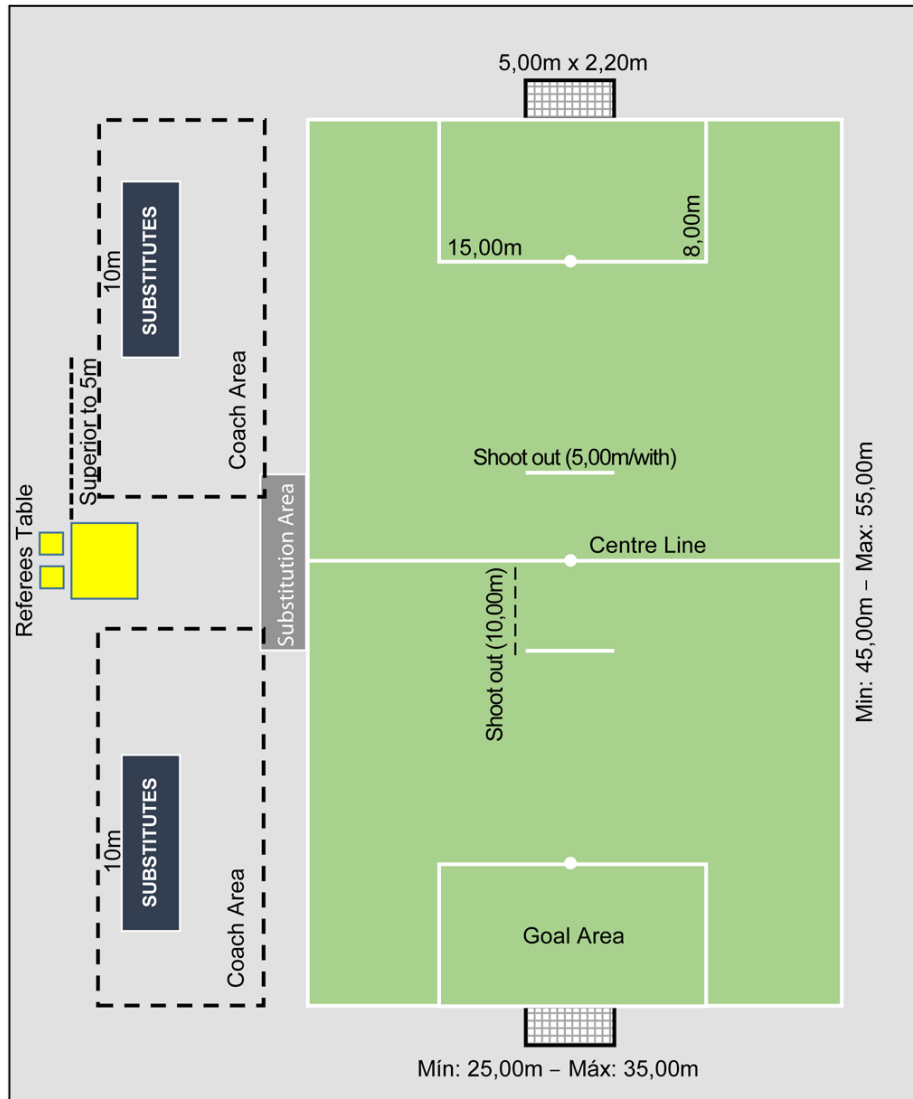 5,00m x 2,20m
SUBSTITUTES
10m
15,00m
8,00m
Coach Area
Superior to 5m
Shoot out (5,00m/with)
Referees Table
Substitution Area
Centre Line
Min: 45,00m – Max: 55,00m
Shoot out (10,00m)
SUBSTITUTES
10m
Coach Area
Goal Area
Mín: 25,00m – Máx: 35,00m